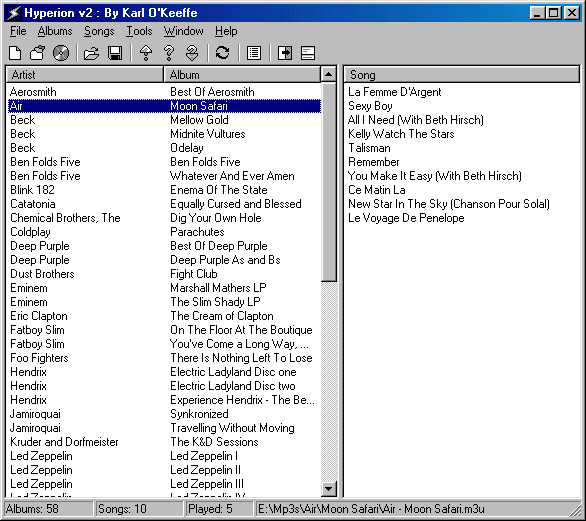 Hyperion v2 : By Karl O'Keeffe
File Albums Songs Tools Window Help
Artist Album
Aerosmith Best Of Aerosmith
Air Moon Safari
Beck Mellow Gold
Beck Midnite Vultures
Beck Odelay
Ben Folds Five Ben Folds Five
Ben Folds Five Whatever And Ever Amen
Blink 182 Enema Of The State
Catatonia Equally Cursed and Blessed
Chemical Brothers, The Dig Your Own Hole
Coldplay Parachutes
Deep Purple Best Of Deep Purple
Deep Purple Deep Purple As and Bs
Dust Brothers Fight Club
Eminem Marshall Mathers LP
Eminem The Slim Shady LP
Eric Clapton The Cream of Clapton
Fatboy Slim On The Floor At The Boutique
Fatboy Slim You've Come a Long Way, ...
Foo Fighters There Is Nothing Left To Lose
Hendrix Electric Ladyland Disc one
Hendrix Electric Ladyland Disc two
Hendrix Experience Hendrix - The Be...
Jamiroquai Synkronized
Jamiroquai Travelling Without Moving
Kruder and Dorfmeister The K&D Sessions
Led Zeppelin Led Zeppelin I
Led Zeppelin Led Zeppelin II
Led Zeppelin Led Zeppelin III
Led Zeppelin Led Zeppelin IV
Song
La Femme D'Argent
Sexy Boy
All I Need (With Beth Hirsch)
Kelly Watch The Stars
Talisman
Remember
You Make It Easy (With Beth Hirsch)
Ce Matin La
New Star In The Sky (Chanson Pour Solal)
Le Voyage De Penelope
Albums: 58 Songs: 10 Played: 5 E:\Mp3s\Air\Moon Safari\Air - Moon Safari.m3u